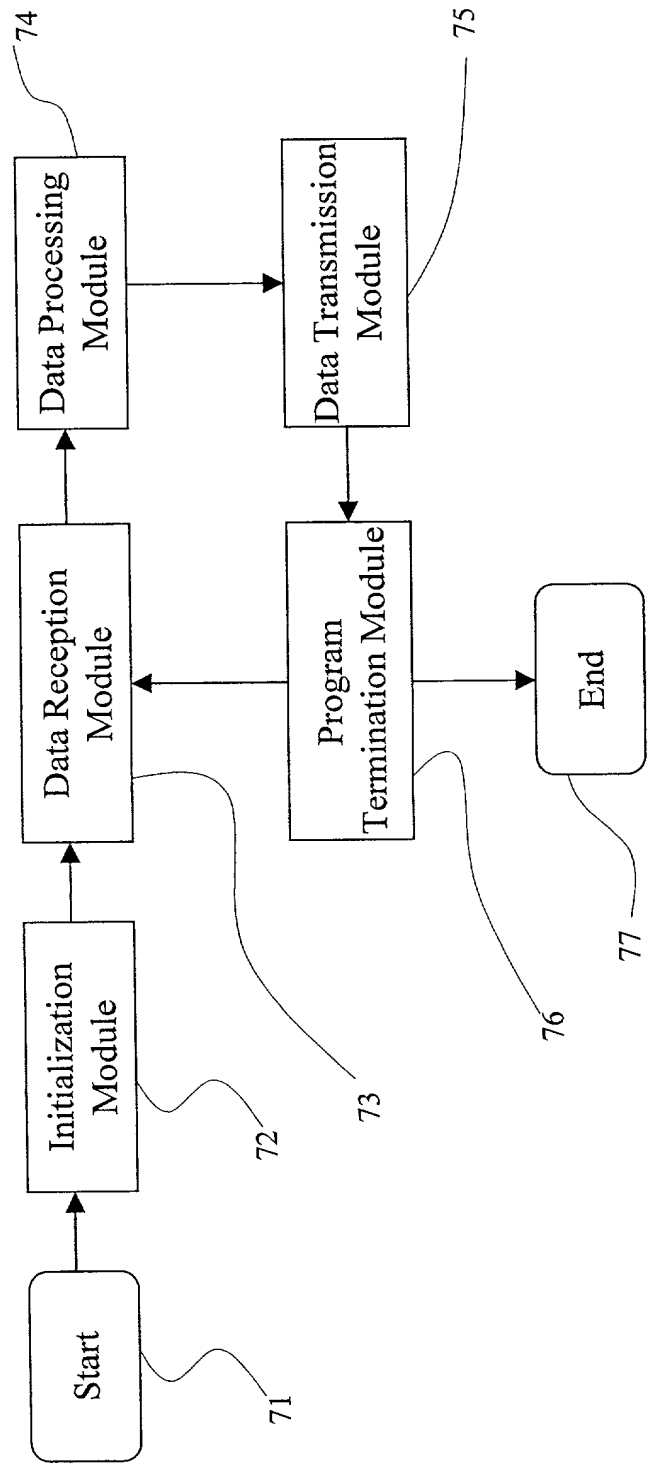 Start
71
Initialization
Module
72
Data Reception
Module
73
Data Processing
Module
74
Data Transmission
Module
75
Program
Termination Module
76
End
77